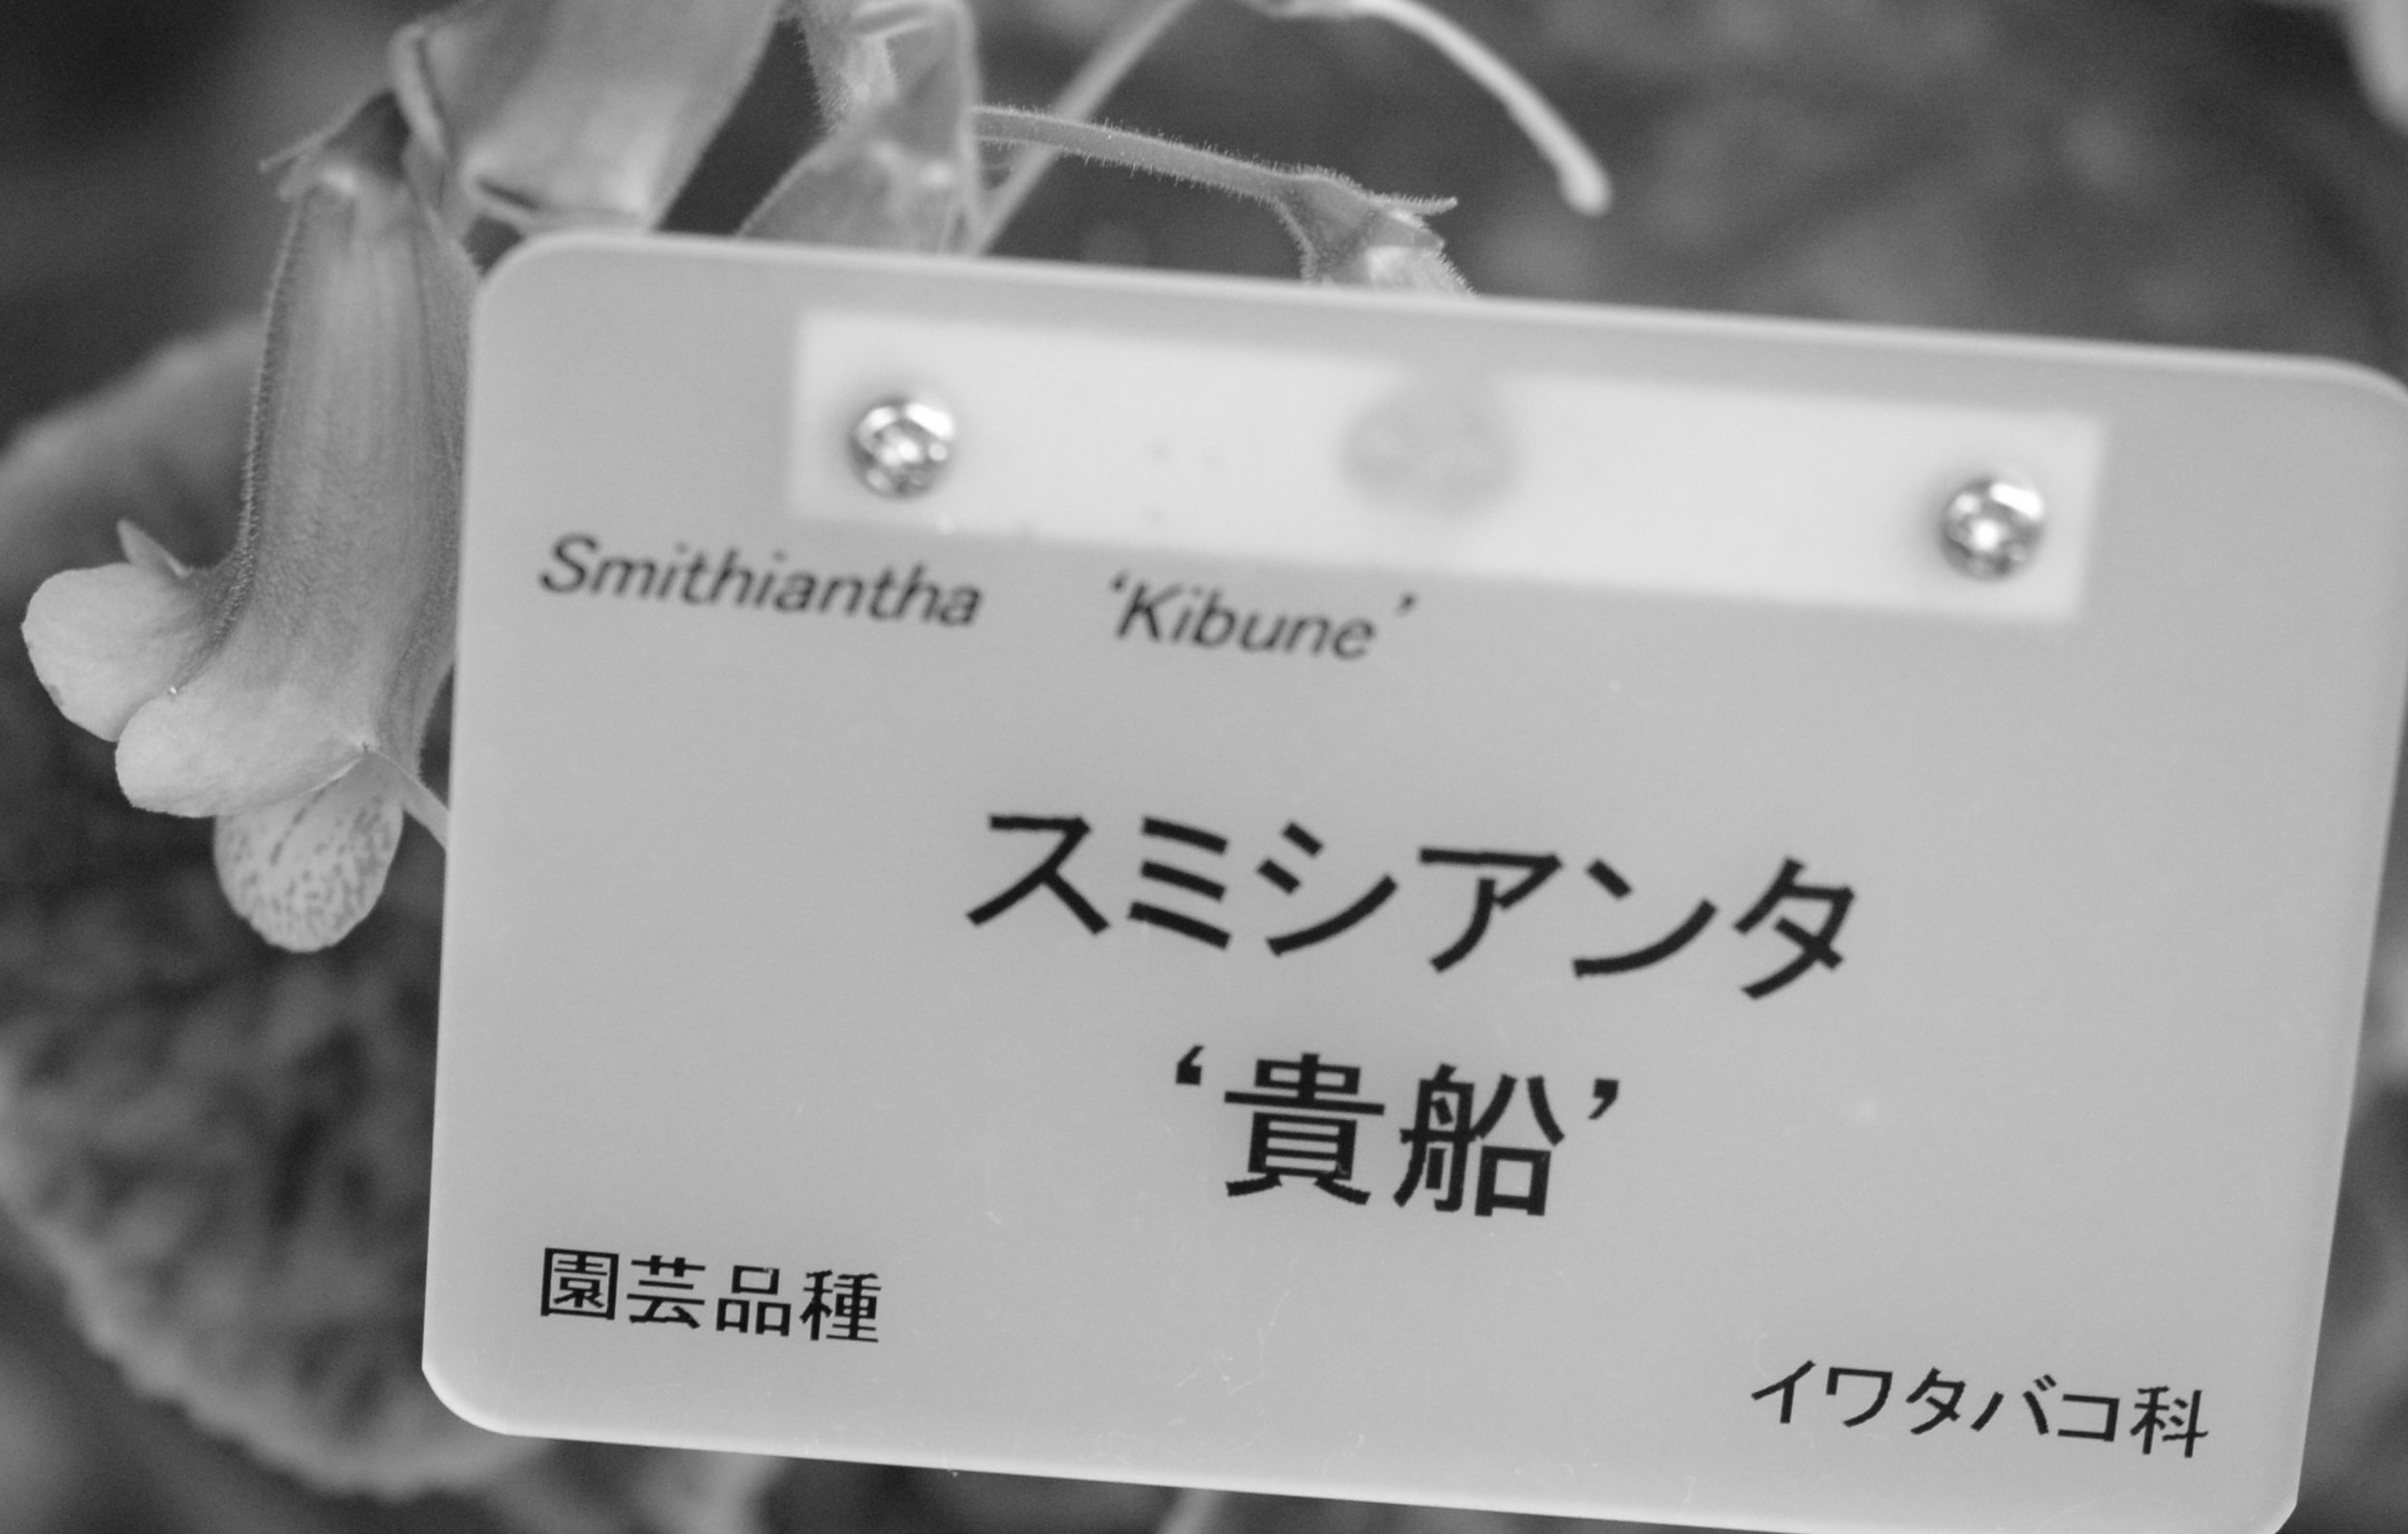 Smithiantha ‘Kibune’
スミシアンタ
‘貴船’
園芸品種
イワタバコ科